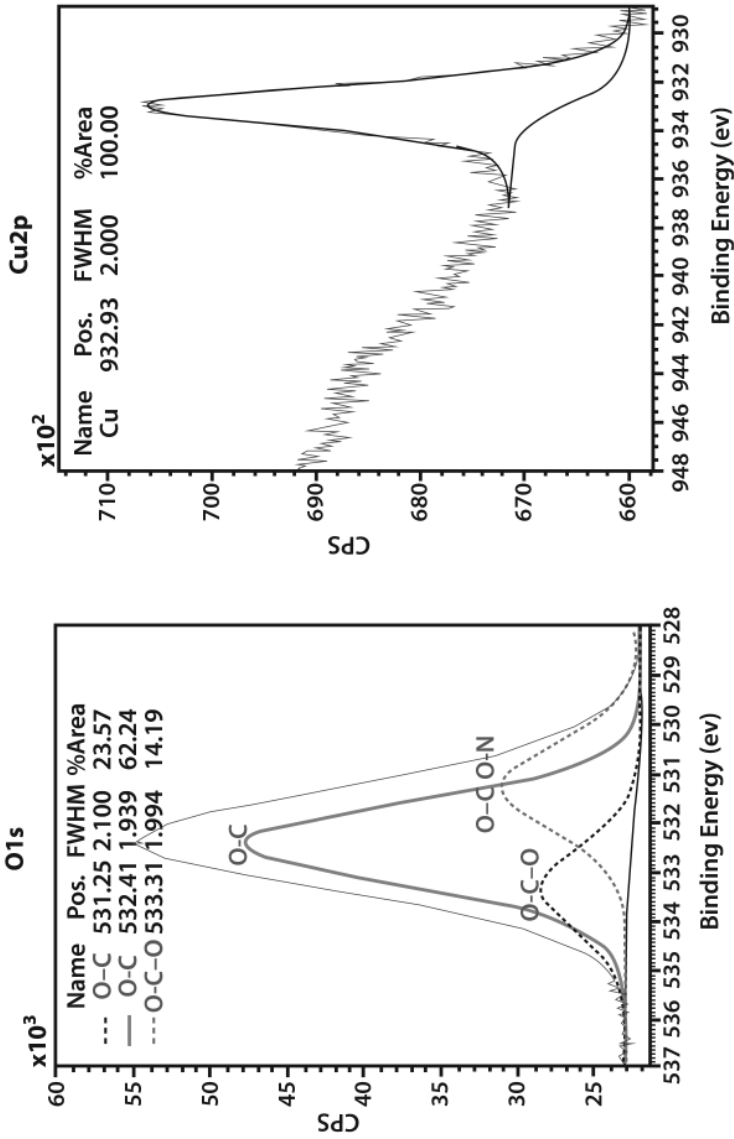 O1s
x10³
Name Pos. FWHM %Area
O–C 531.25 2.100 23.57
O-C 532.41 1.939 62.24
O-C–O 533.31 1.994 14.19
O-C
O–C O-N
O-C–O
60
55
50
45
40
35
30
25
CPS
537 536 535 534 533 532 531 530 529 528
Binding Energy (ev)
Cu2p
x10²
Name Pos. FWHM %Area
Cu 932.93 2.000 100.00
710
700
690
680
670
660
CPS
948 946 944 942 940 938 936 934 932 930
Binding Energy (ev)